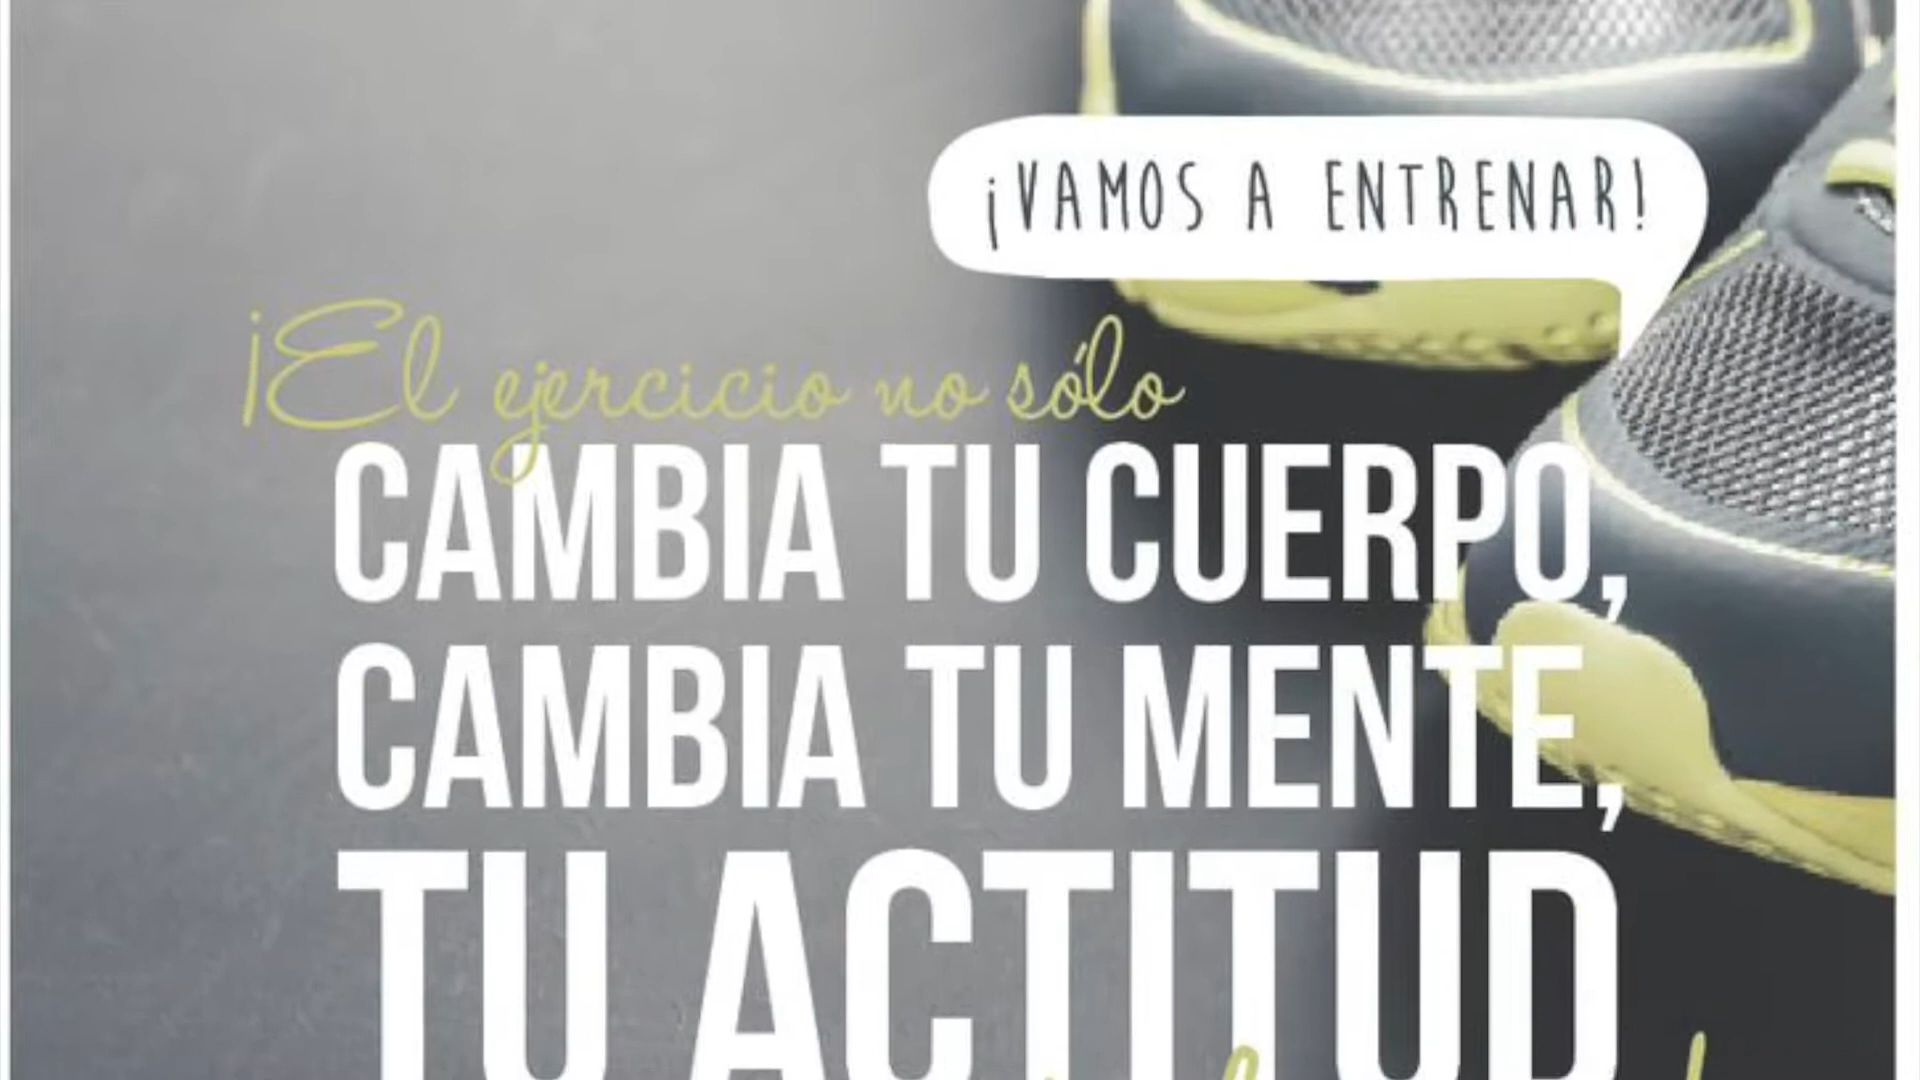 ¡VAMOS A ENTRENAR!
¡El ejercicio no sólo
CAMBIA TU CUERPO,
CAMBIA TU MENTE,
TU ACTITUD